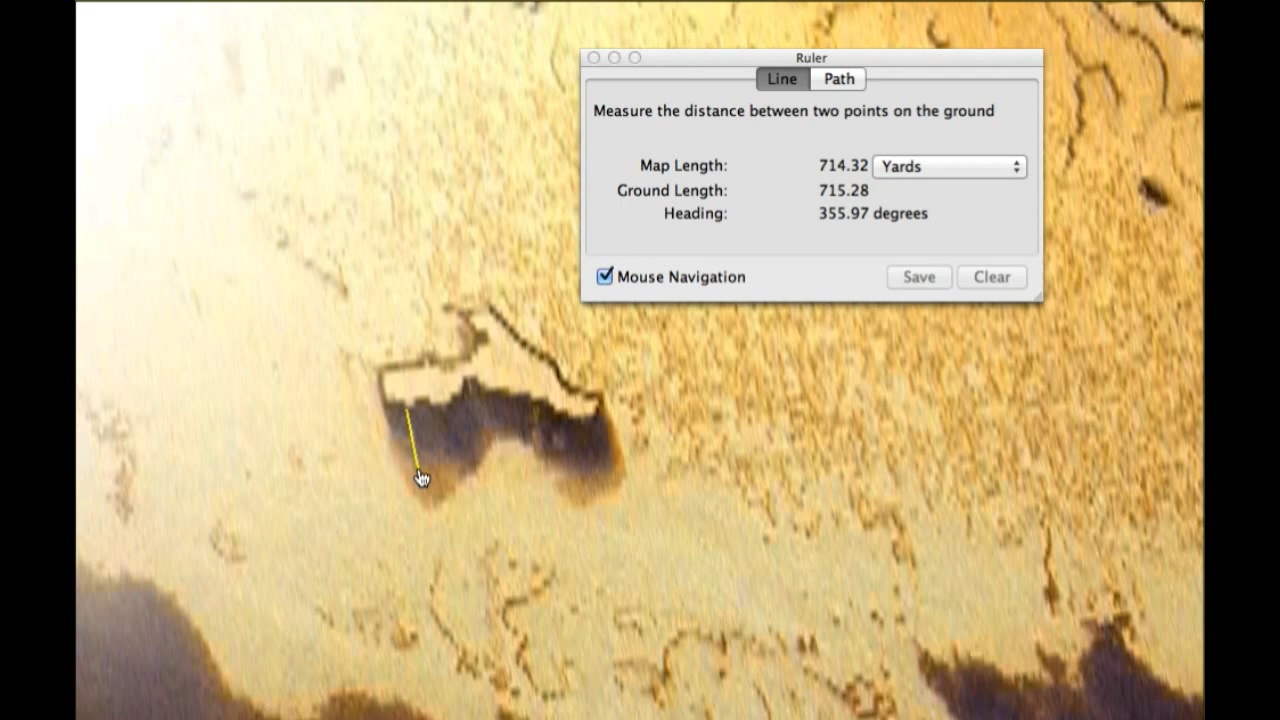 Ruler
Line Path
Measure the distance between two points on the ground
Map Length: 714.32 Yards
Ground Length: 715.28
Heading: 355.97 degrees
Mouse Navigation Save Clear